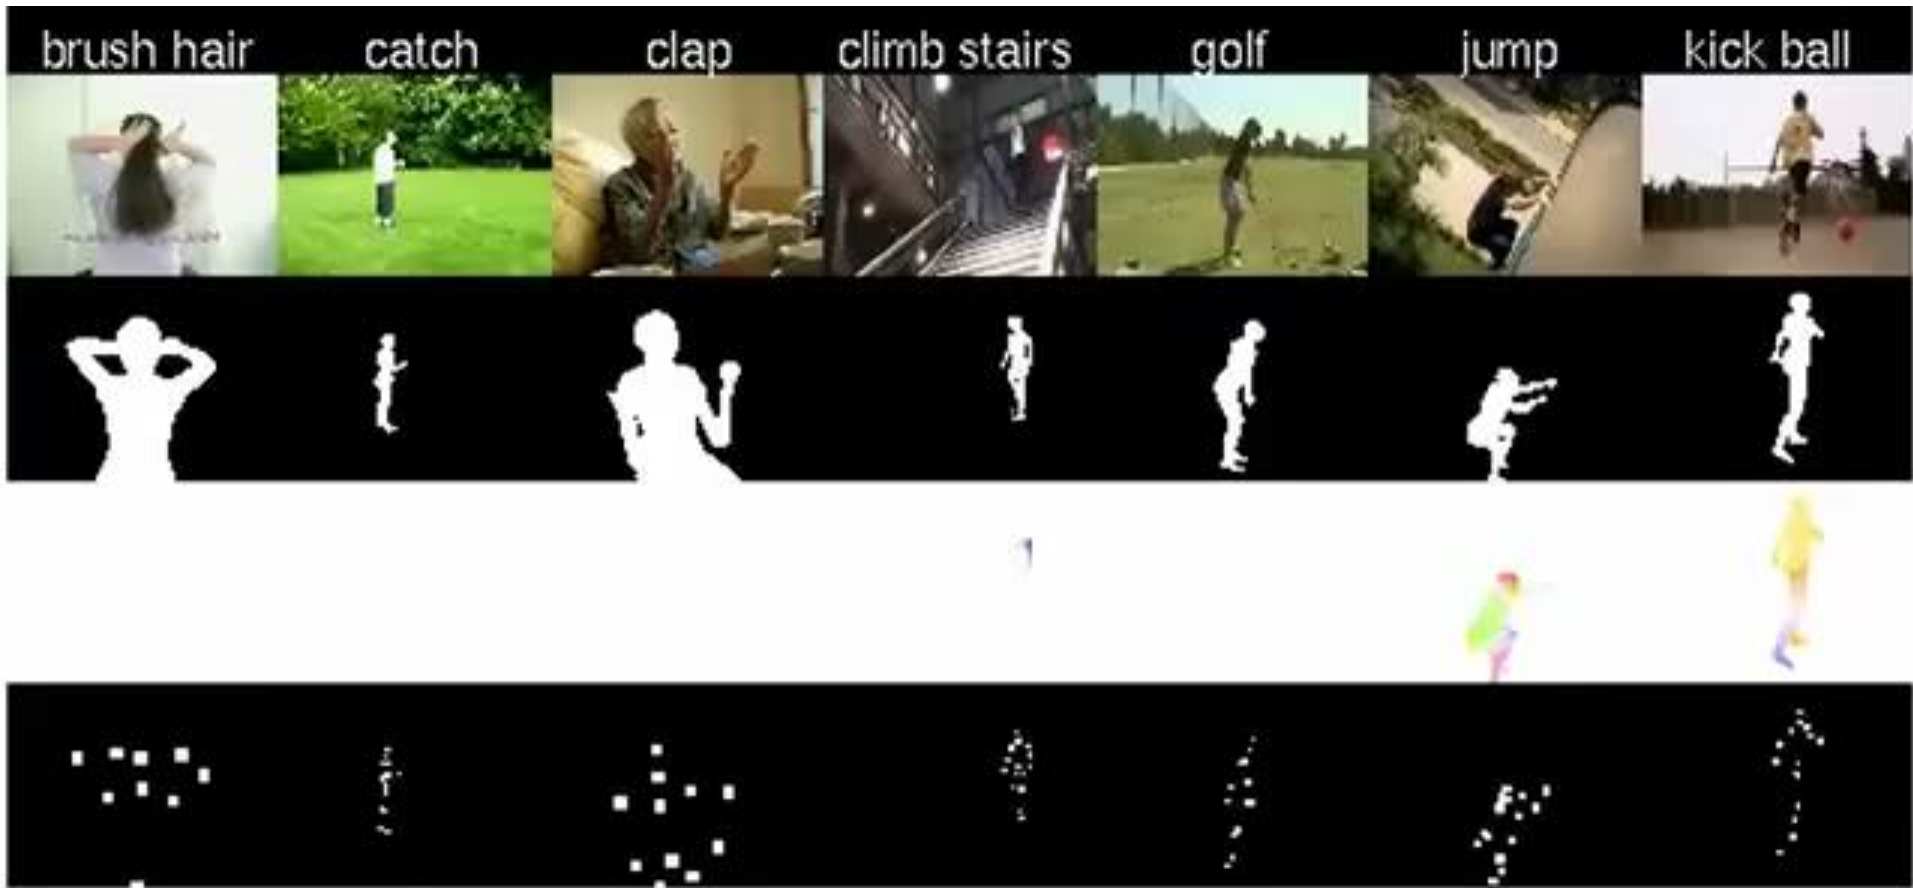 brush hair
catch
clap
climb stairs
golf
jump
kick ball